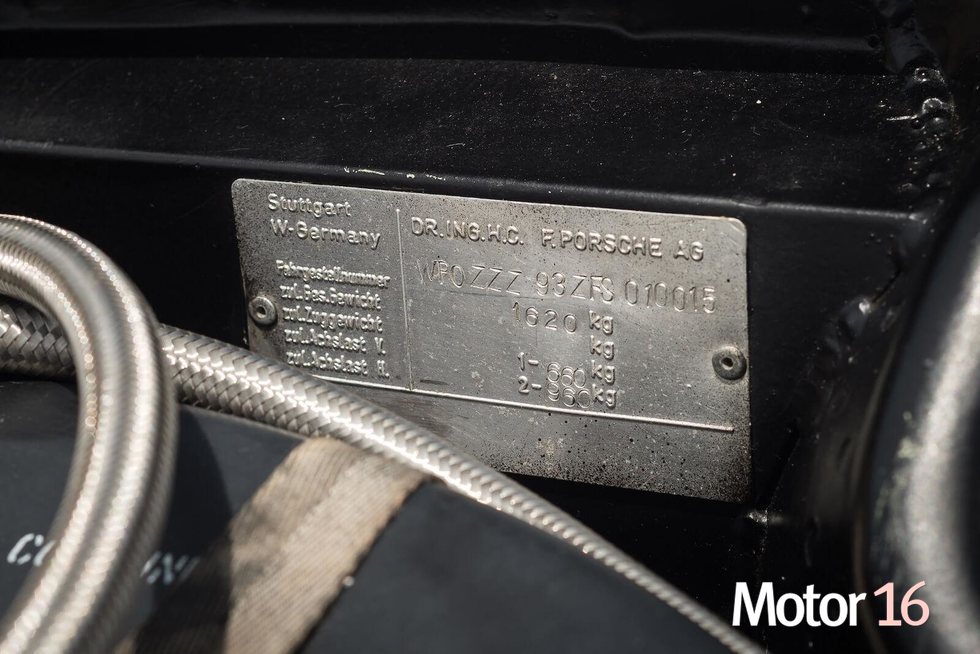 Stuttgart
W-Germany
DR.ING.H.C. F.PORSCHE AG
Fahrgestellnummer WP0ZZZ 93ZFS 010015
zul.Ges.Gewicht 1620 kg
zul.Zuggewicht kg
zul.Achslast V. 1- 660 kg
zul.Achslast H. 2- 960 kg
Motor 16